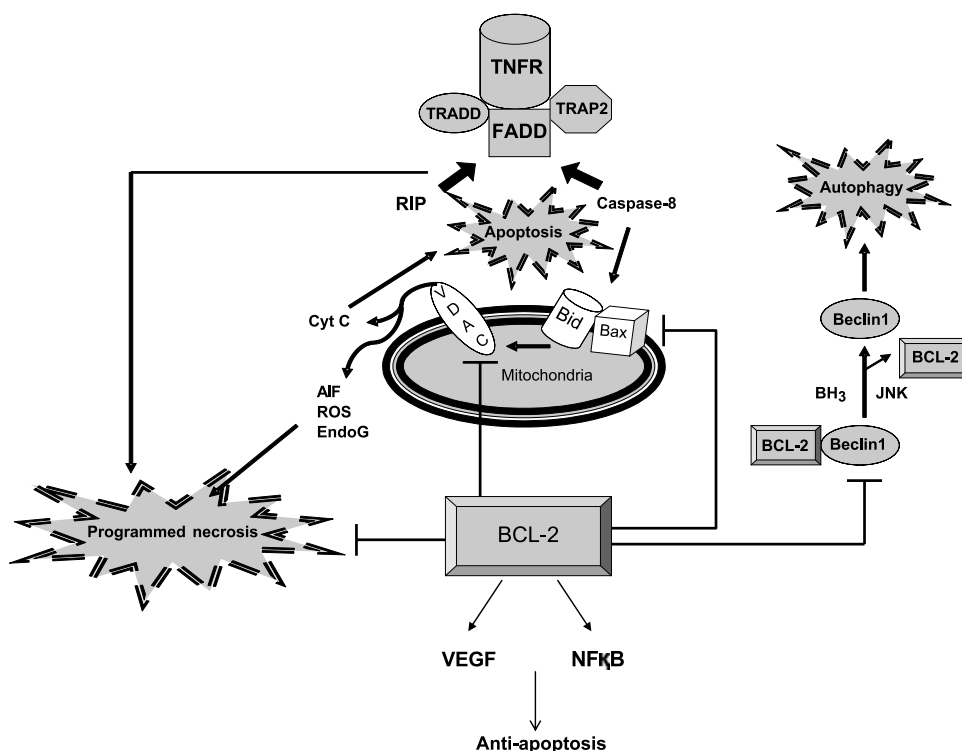 TNFR
TRADD
TRAP2
FADD
Autophagy
RIP
Caspase-8
Apoptosis
VDAC
Cyt C
Bid
Bax
Beclin1
BCL-2
Mitochondria
BH3
JNK
AIF
ROS
EndoG
BCL-2
Beclin1
Programmed necrosis
BCL-2
VEGF
NFκB
Anti-apoptosis